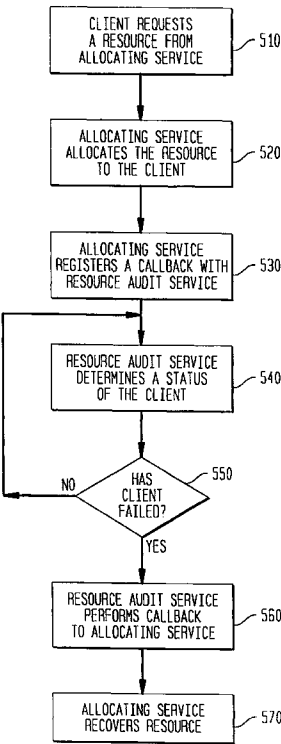 CLIENT REQUESTS
A RESOURCE FROM
ALLOCATING SERVICE
510
ALLOCATING SERVICE
ALLOCATES THE RESOURCE
TO THE CLIENT
520
ALLOCATING SERVICE
REGISTERS A CALLBACK WITH
RESOURCE AUDIT SERVICE
530
RESOURCE AUDIT SERVICE
DETERMINES A STATUS
OF THE CLIENT
540
HAS
CLIENT
FAILED?
550
NO
YES
RESOURCE AUDIT SERVICE
PERFORMS CALLBACK
TO ALLOCATING SERVICE
560
ALLOCATING SERVICE
RECOVERS RESOURCE
570